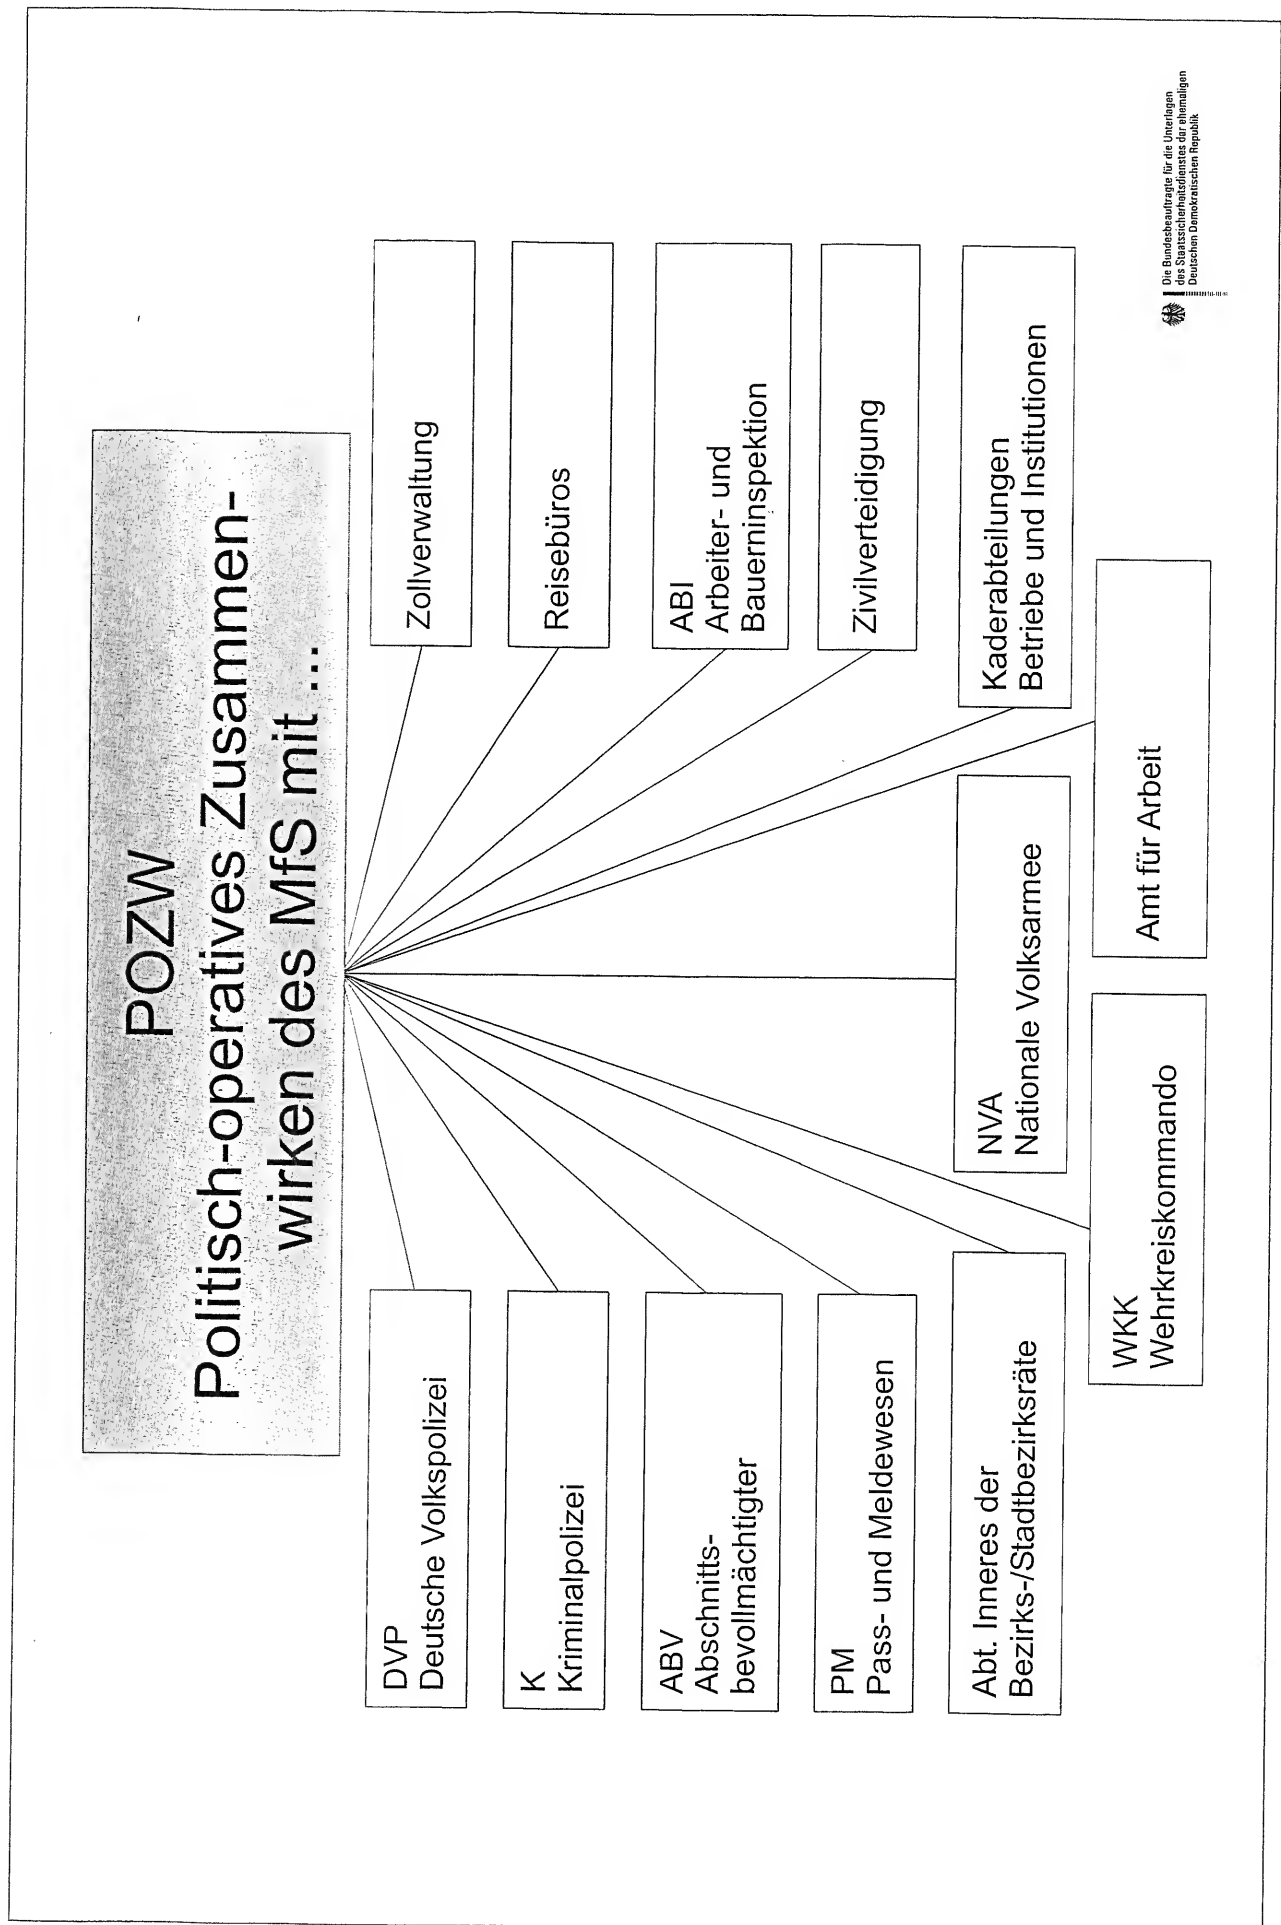 POZW
Politisch-operatives Zusammen-
wirken des MfS mit ...
DVP
Deutsche Volkspolizei
K
Kriminalpolizei
ABV
Abschnitts-
bevollmächtigter
PM
Pass- und Meldewesen
Abt. Inneres der
Bezirks-/Stadtbezirksräte
WKK
Wehrkreiskommando
NVA
Nationale Volksarmee
Zollverwaltung
Reisebüros
ABI
Arbeiter- und
Bauerninspektion
Zivilverteidigung
Kaderabteilungen
Betriebe und Institutionen
Amt für Arbeit
Die Bundesbeauftragte für die Unterlagen
des Staatssicherheitsdienstes der ehemaligen
Deutschen Demokratischen Republik